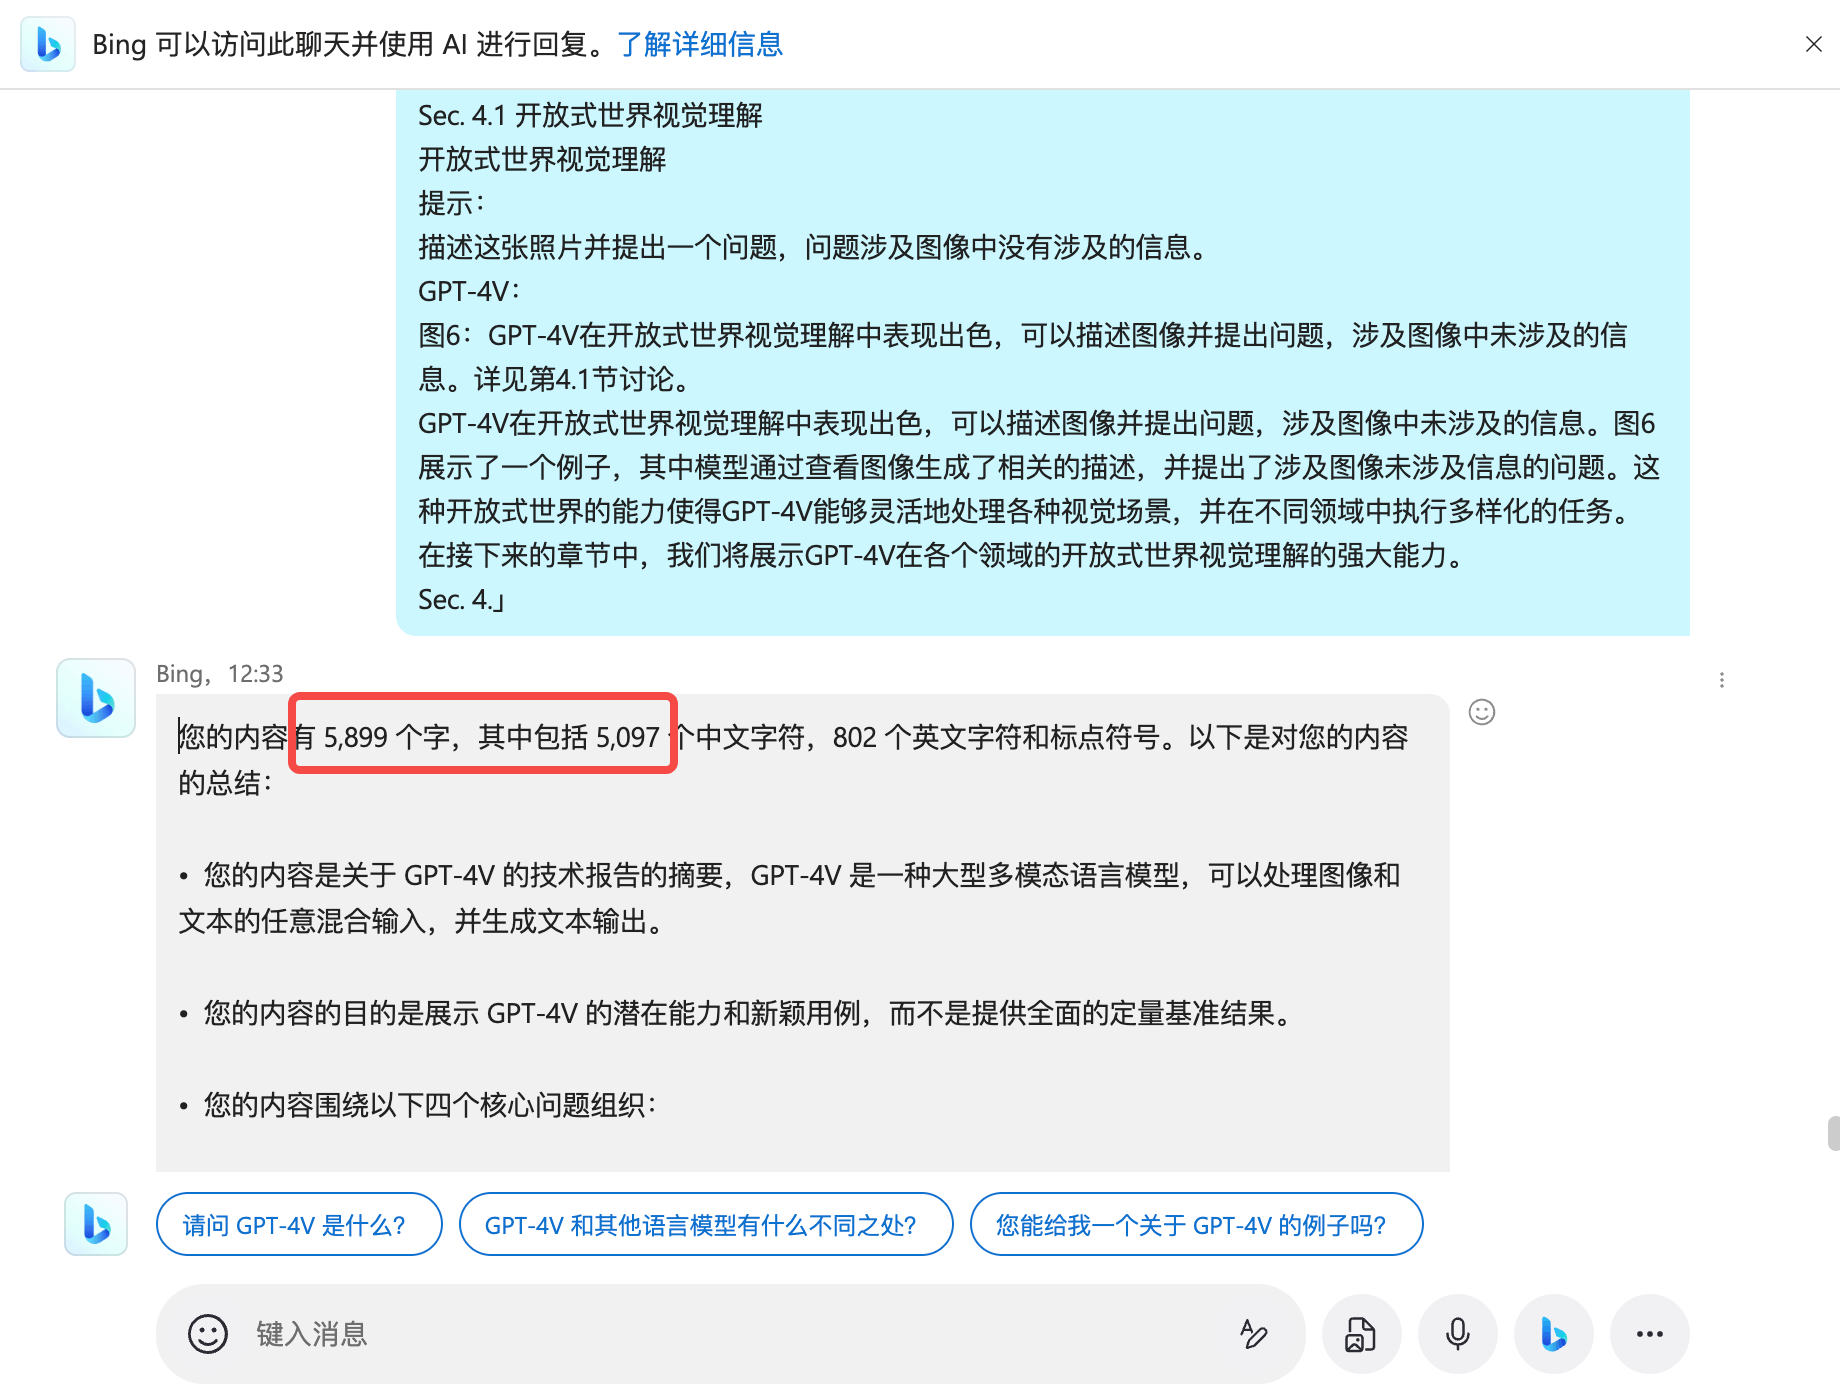 Bing 可以访问此聊天并使用 AI 进行回复。了解详细信息
Sec. 4.1 开放式世界视觉理解
开放式世界视觉理解
提示：
描述这张照片并提出一个问题，问题涉及图像中没有涉及的信息。
GPT-4V：
图6：GPT-4V在开放式世界视觉理解中表现出色，可以描述图像并提出问题，涉及图像中未涉及的信
息。详见第4.1节讨论。
GPT-4V在开放式世界视觉理解中表现出色，可以描述图像并提出问题，涉及图像中未涉及的信息。图6
展示了一个例子，其中模型通过查看图像生成了相关的描述，并提出了涉及图像未涉及信息的问题。这
种开放式世界的能力使得GPT-4V能够灵活地处理各种视觉场景，并在不同领域中执行多样化的任务。
在接下来的章节中，我们将展示GPT-4V在各个领域的开放式世界视觉理解的强大能力。
Sec. 4.」
Bing，12:33
您的内容有 5,899 个字，其中包括 5,097 个中文字符，802 个英文字符和标点符号。以下是对您的内容
的总结：
• 您的内容是关于 GPT-4V 的技术报告的摘要，GPT-4V 是一种大型多模态语言模型，可以处理图像和
文本的任意混合输入，并生成文本输出。
• 您的内容的目的是展示 GPT-4V 的潜在能力和新颖用例，而不是提供全面的定量基准结果。
• 您的内容围绕以下四个核心问题组织：
请问 GPT-4V 是什么？
GPT-4V 和其他语言模型有什么不同之处？
您能给我一个关于 GPT-4V 的例子吗？
键入消息